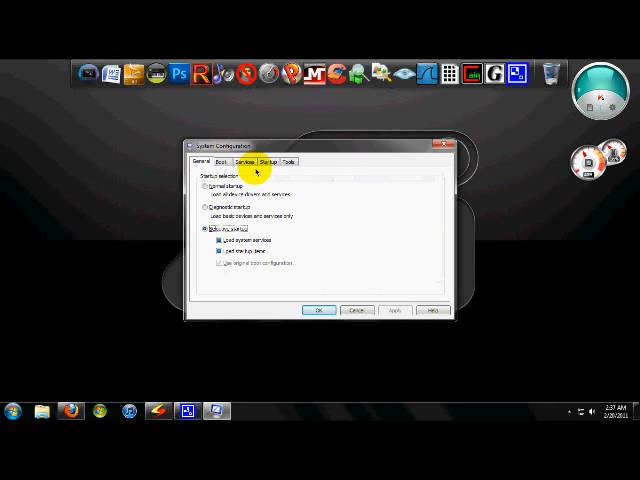 System Configuration
General Boot Services Startup Tools
Startup selection
Normal startup
Load all device drivers and services
Diagnostic startup
Load basic devices and services only
Selective startup
Load system services
Load startup items
Use original boot configuration
OK Cancel Apply Help
2:37 AM
2/20/2011